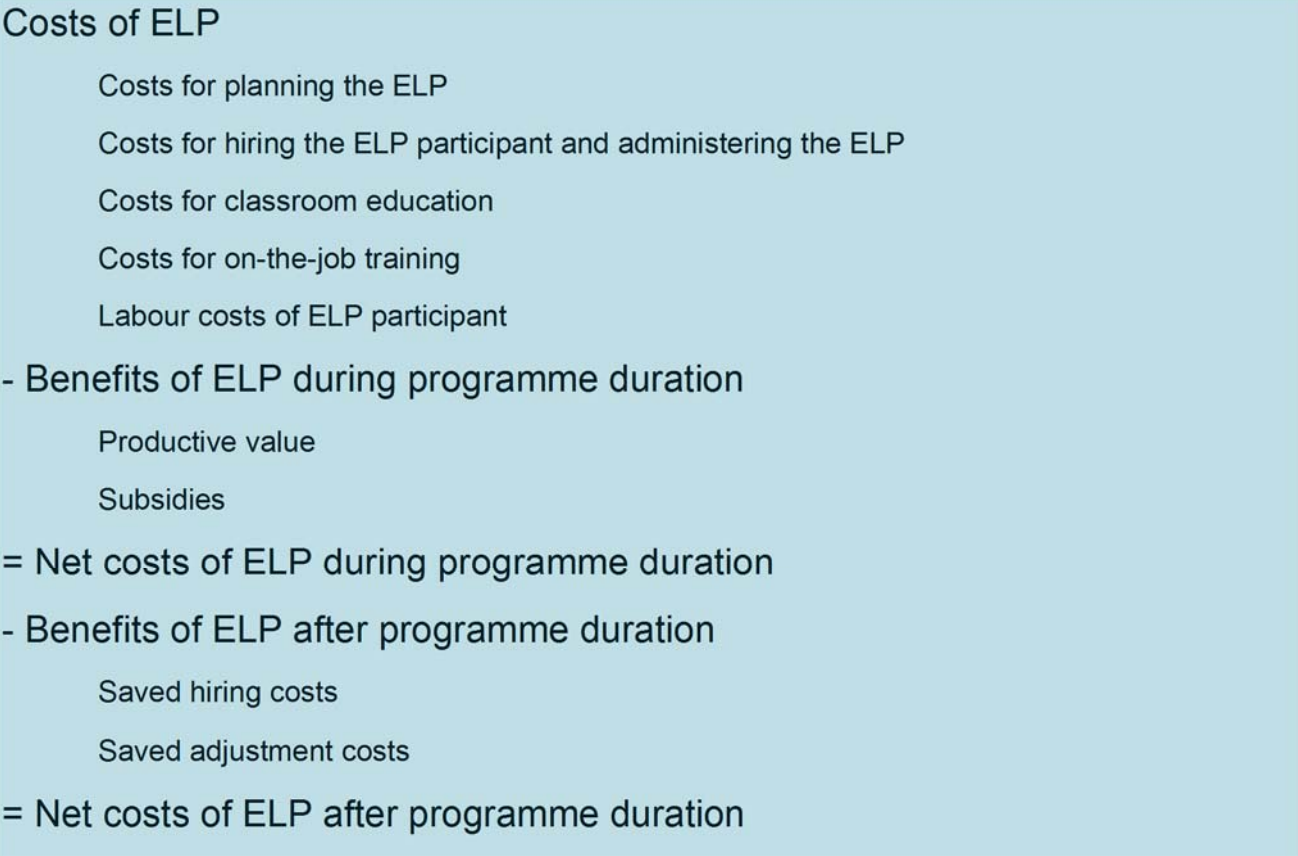 Costs of ELP
Costs for planning the ELP
Costs for hiring the ELP participant and administering the ELP
Costs for classroom education
Costs for on-the-job training
Labour costs of ELP participant
- Benefits of ELP during programme duration
Productive value
Subsidies
= Net costs of ELP during programme duration
- Benefits of ELP after programme duration
Saved hiring costs
Saved adjustment costs
= Net costs of ELP after programme duration